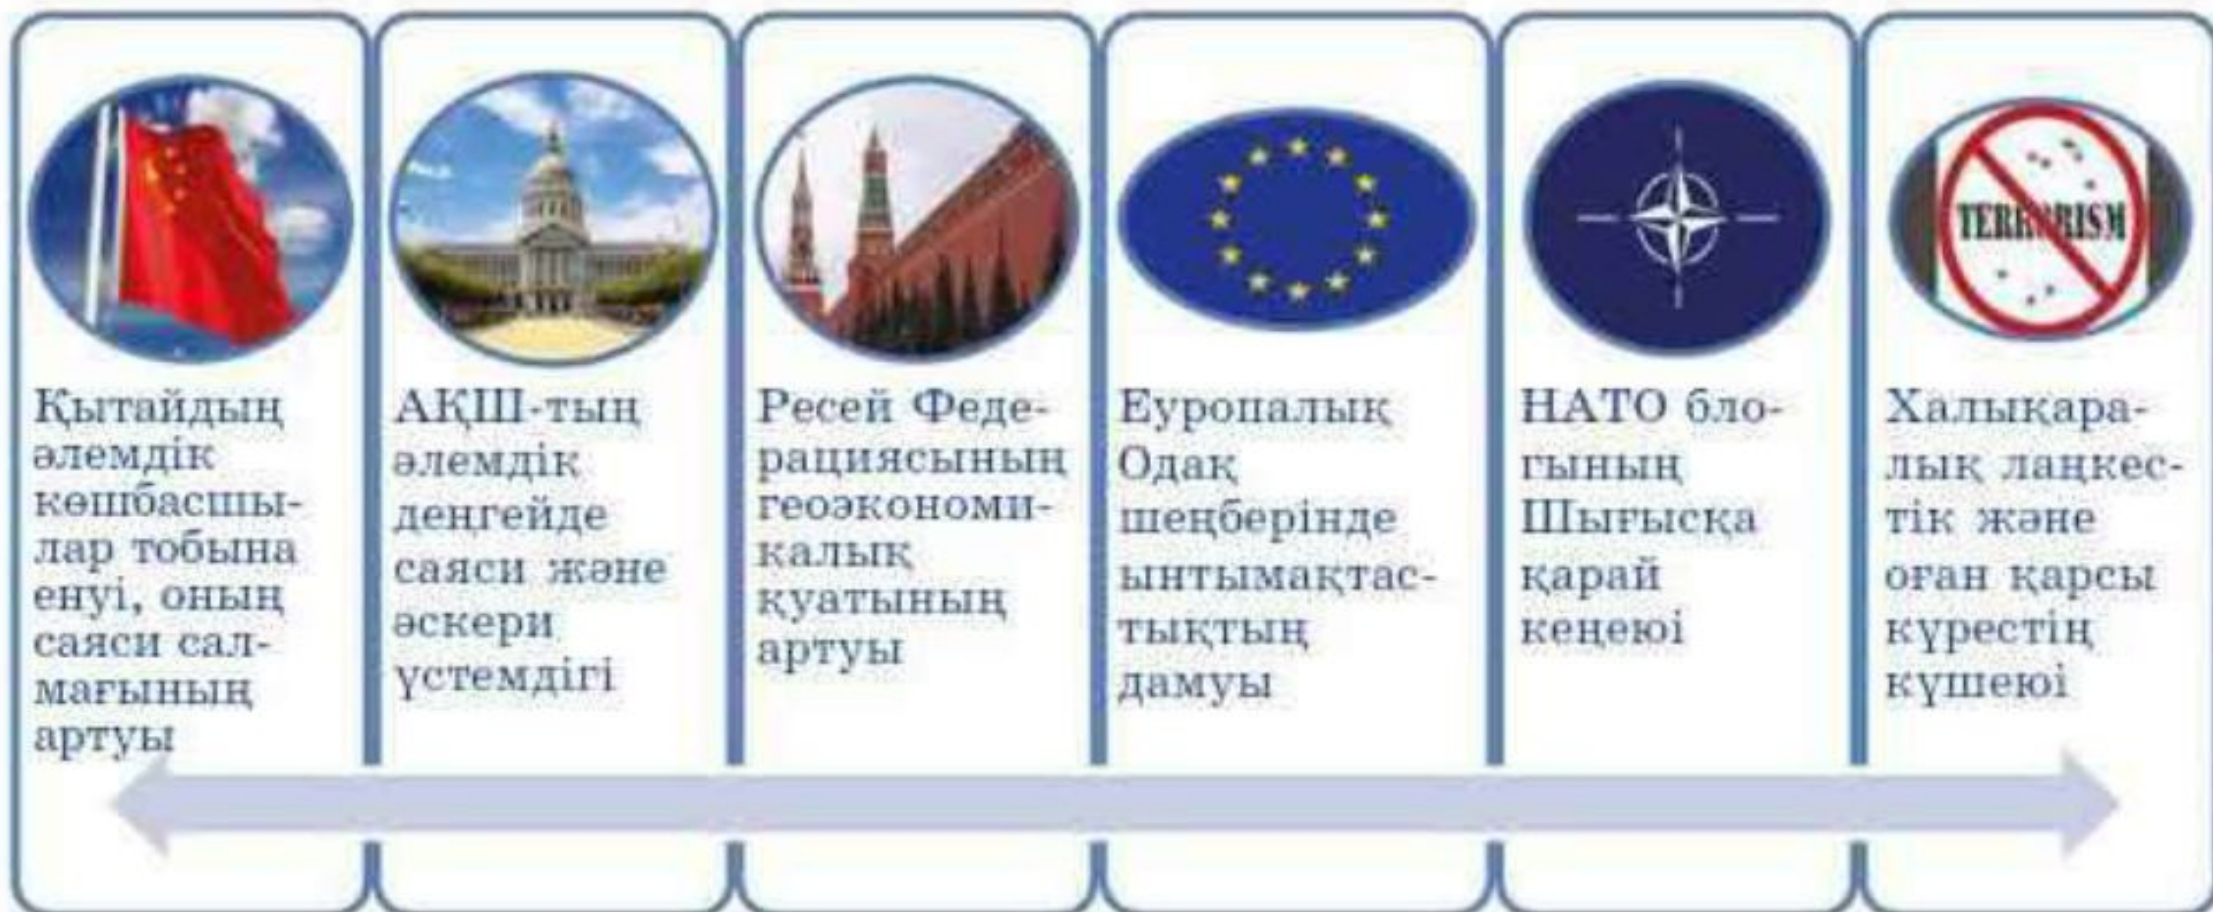 Қытайдың
әлемдік
көшбасшы-
лар тобына
енуі, оның
саяси сал-
мағының
артуы
АҚШ-тың
әлемдік
деңгейде
саяси және
әскери
үстемдігі
Ресей Феде-
рациясының
геоэкономи-
калық
қуатының
артуы
Еуропалық
Одақ
шеңберінде
ынтымақтас-
тықтың
дамуы
НАТО бло-
гының
Шығысқа
қарай
кеңеюі
TERRORISM
Халықара-
лық лаңкес-
тік және
оған қарсы
күрестің
күшеюі